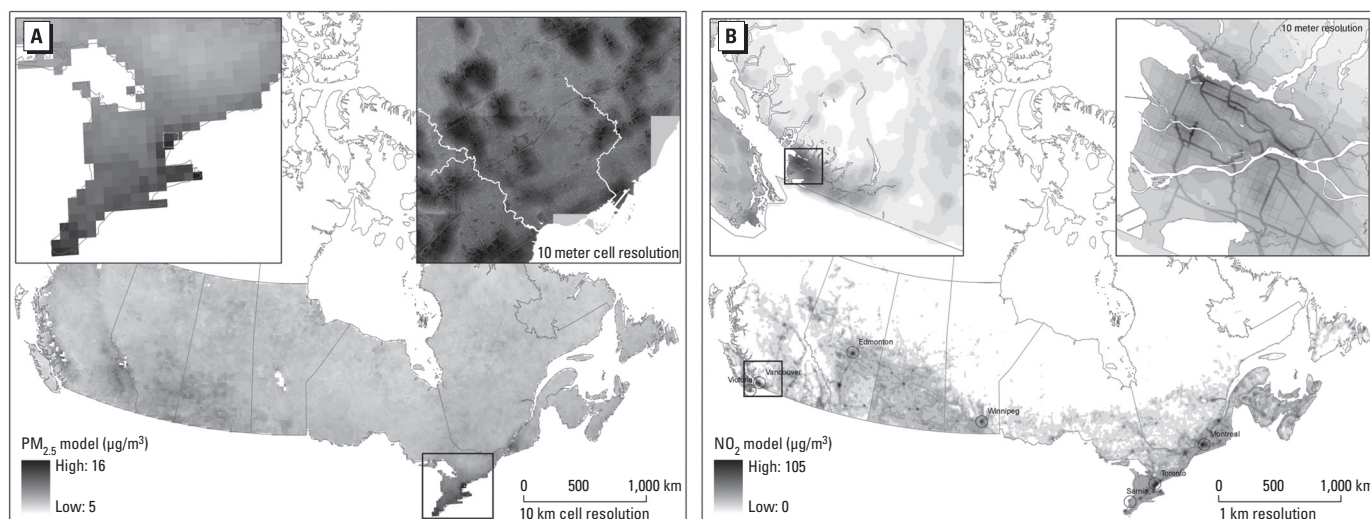 A
10 meter cell resolution
PM2.5 model (µg/m³)
High: 16
Low: 5
0 500 1,000 km
10 km cell resolution
B
10 meter resolution
Edmonton
Vancouver
Victoria
Winnipeg
Montreal
Toronto
Sarnia
NO2 model (µg/m³)
High: 105
Low: 0
0 500 1,000 km
1 km resolution